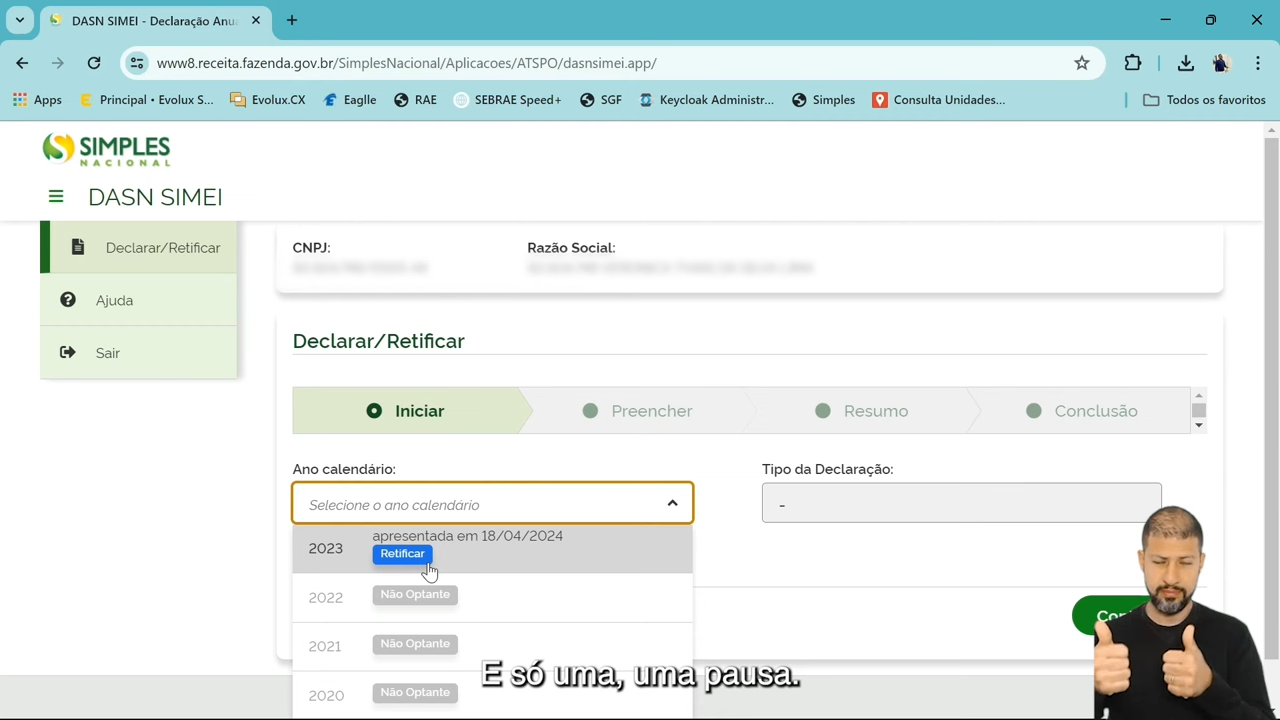 DASN SIMEI - Declaração Anua
www8.receita.fazenda.gov.br/SimplesNacional/Aplicacoes/ATSPO/dasnsimei.app/
Apps
Principal • Evolux S...
Evolux.CX
Eaglle
RAE
SEBRAE Speed+
SGF
Keycloak Administr...
Simples
Consulta Unidades...
Todos os favoritos
SIMPLES
NACIONAL
DASN SIMEI
Declarar/Retificar
Ajuda
Sair
CNPJ:
Razão Social:
Declarar/Retificar
Iniciar
Preencher
Resumo
Conclusão
Ano calendário:
Tipo da Declaração:
Selecione o ano calendário
-
2023
apresentada em 18/04/2024
Retificar
2022
Não Optante
2021
Não Optante
2020
Não Optante
E só uma, uma pausa.